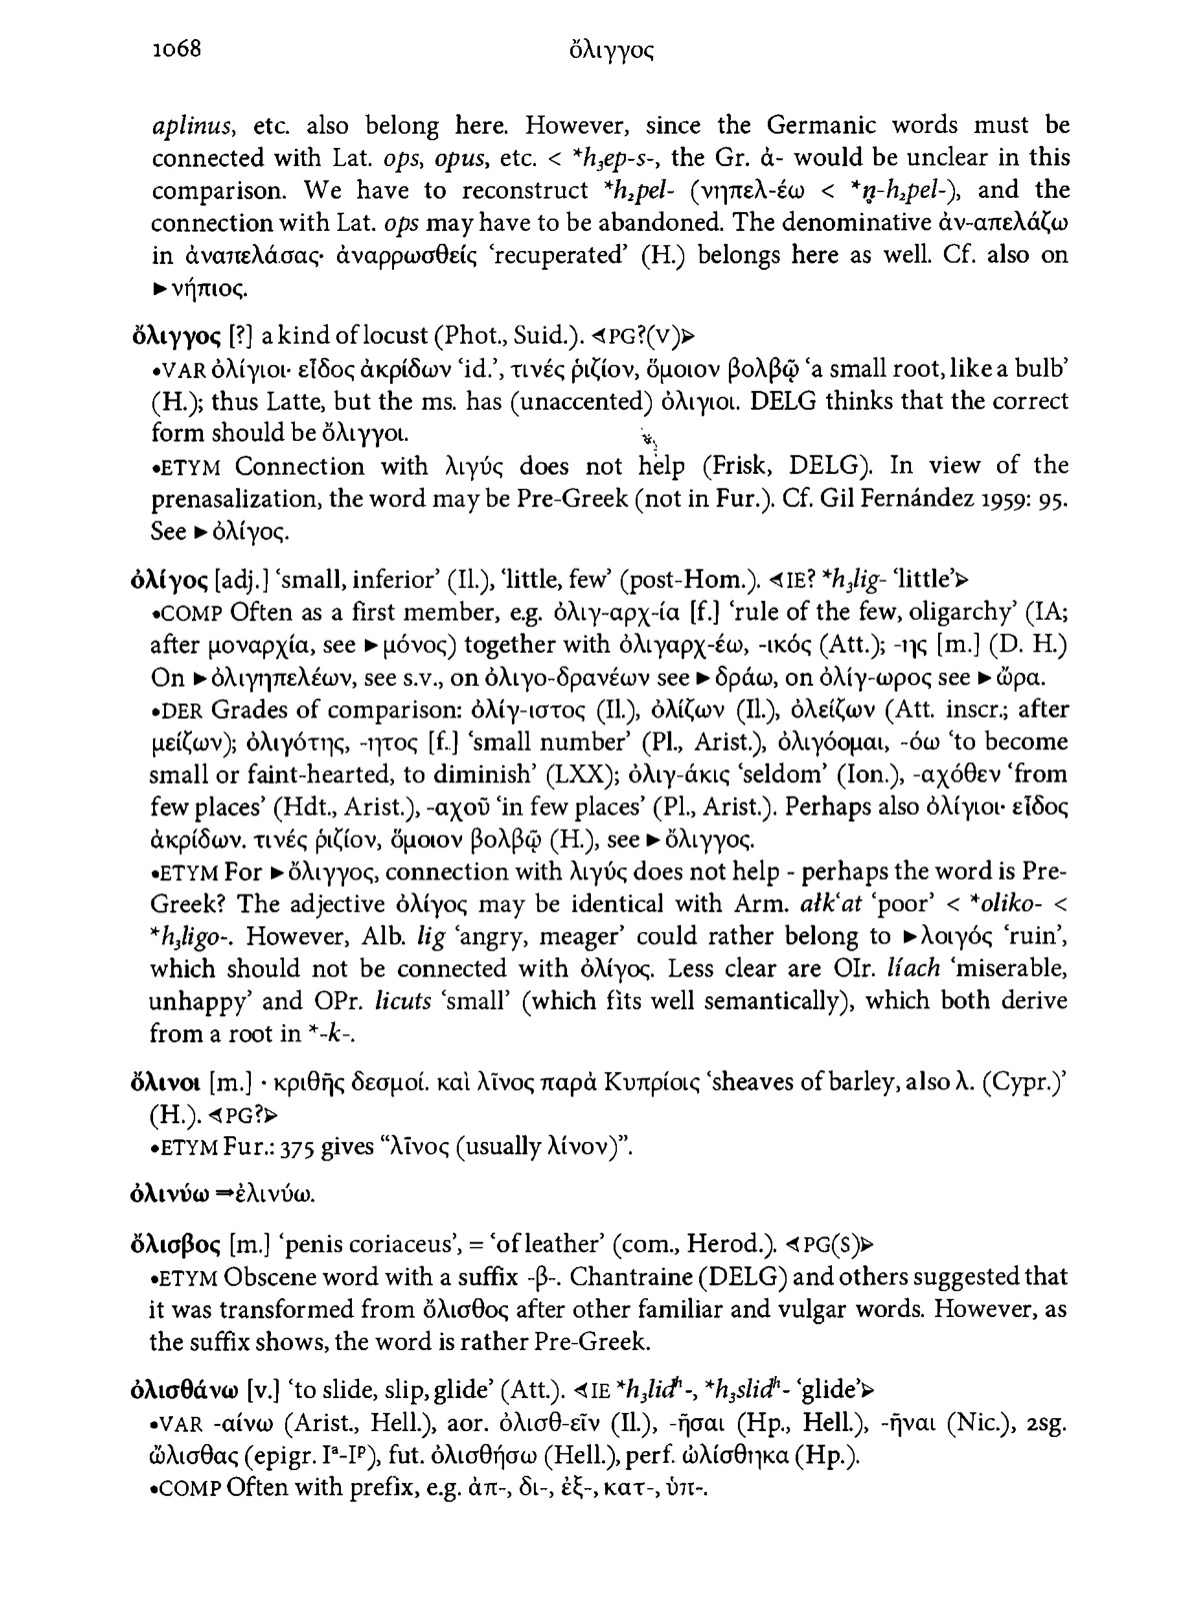 1068 ὄλιγγος
aplinus, etc. also belong here. However, since the Germanic words must be
connected with Lat. ops, opus, etc. < *h₃ep-s-, the Gr. ἀ- would be unclear in this
comparison. We have to reconstruct *h₂pel- (νηπελ-έω < *n̥-h₂pel-), and the
connection with Lat. ops may have to be abandoned. The denominative ἀν-απελάζω
in ἀναπελάσας· ἀναρρωσθείς ‘recuperated’ (H.) belongs here as well. Cf. also on
►νήπιος.
ὄλιγγος [?] a kind of locust (Phot., Suid.). ⊰PG?(V)⊱
•VAR ὀλίγιοι· εἶδος ἀκρίδων ‘id.’, τινές ῥιζίον, ὅμοιον βολβῷ ‘a small root, like a bulb’
(H.); thus Latte, but the ms. has (unaccented) ὀλιγιοι. DELG thinks that the correct
form should be ὄλιγγοι.
•ETYM Connection with λιγύς does not help (Frisk, DELG). In view of the
prenasalization, the word may be Pre-Greek (not in Fur.). Cf. Gil Fernández 1959: 95.
See ►ὀλίγος.
ὀλίγος [adj.] ‘small, inferior’ (Il.), ‘little, few’ (post-Hom.). ⊰IE? *h₃lig- ‘little’⊱
•COMP Often as a first member, e.g. ὀλιγ-αρχ-ία [f.] ‘rule of the few, oligarchy’ (IA;
after μοναρχία, see ►μόνος) together with ὀλιγαρχ-έω, -ικός (Att.); -ης [m.] (D. H.)
On ►ὀλιγηπελέων, see s.v., on ὀλιγο-δρανέων see ►δράω, on ὀλίγ-ωρος see ►ὥρα.
•DER Grades of comparison: ὀλίγ-ιστος (Il.), ὀλίζων (Il.), ὀλείζων (Att. inscr.; after
μείζων); ὀλιγότης, -ητος [f.] ‘small number’ (Pl., Arist.), ὀλιγόομαι, -όω ‘to become
small or faint-hearted, to diminish’ (LXX); ὀλιγ-άκις ‘seldom’ (Ion.), -αχόθεν ‘from
few places’ (Hdt., Arist.), -αχοῦ ‘in few places’ (Pl., Arist.). Perhaps also ὀλίγιοι· εἶδος
ἀκρίδων. τινές ῥιζίον, ὅμοιον βολβῷ (H.), see ►ὄλιγγος.
•ETYM For ►ὄλιγγος, connection with λιγύς does not help - perhaps the word is Pre-
Greek? The adjective ὀλίγος may be identical with Arm. ałkʿat ‘poor’ < *oliko- <
*h₃ligo-. However, Alb. lig ‘angry, meager’ could rather belong to ►λοιγός ‘ruin’,
which should not be connected with ὀλίγος. Less clear are OIr. líach ‘miserable,
unhappy’ and OPr. licuts ‘small’ (which fits well semantically), which both derive
from a root in *-k-.
ὄλινοι [m.] · κριθῆς δεσμοί. καὶ λῖνος παρὰ Κυπρίοις ‘sheaves of barley, also λ. (Cypr.)’
(H.). ⊰PG?⊱
•ETYM Fur.: 375 gives “λῖνος (usually λίνον)”.
ὀλινύω ⇒ἐλινύω.
ὄλισβος [m.] ‘penis coriaceus’, = ‘of leather’ (com., Herod.). ⊰PG(S)⊱
•ETYM Obscene word with a suffix -β-. Chantraine (DELG) and others suggested that
it was transformed from ὄλισθος after other familiar and vulgar words. However, as
the suffix shows, the word is rather Pre-Greek.
ὀλισθάνω [v.] ‘to slide, slip, glide’ (Att.). ⊰IE *h₃lidʰ-, *h₃slidʰ- ‘glide’⊱
•VAR -αίνω (Arist., Hell.), aor. ὀλισθ-εῖν (Il.), -ῆσαι (Hp., Hell.), -ῆναι (Nic.), 2sg.
ὤλισθας (epigr. Iᵃ-Iᵖ), fut. ὀλισθήσω (Hell.), perf. ὠλίσθηκα (Hp.).
•COMP Often with prefix, e.g. ἀπ-, δι-, ἐξ-, κατ-, ὑπ-.